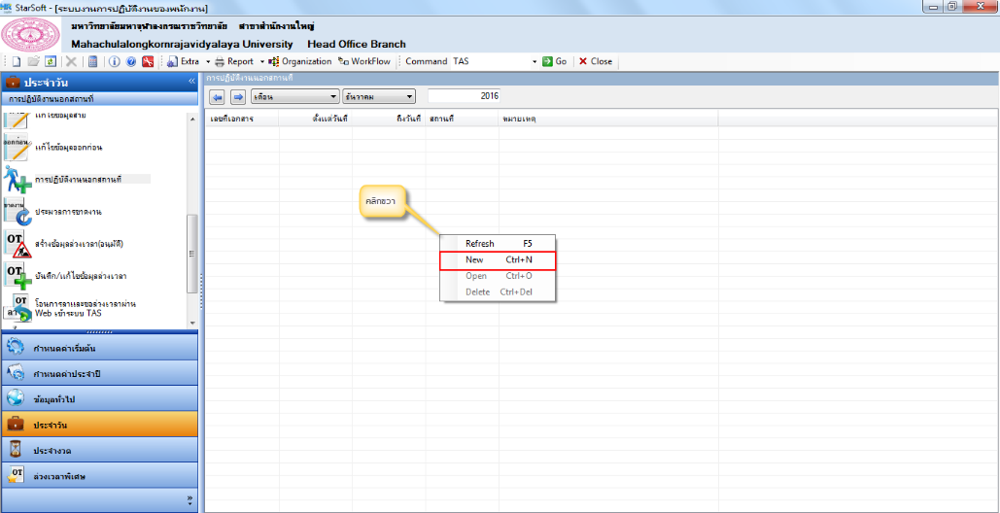 StarSoft - [ระบบงานการปฏิบัติงานของพนักงาน]
มหาวิทยาลัยมหาจุฬาลงกรณราชวิทยาลัย สาขาสำนักงานใหญ่
Mahachulalongkornrajavidyalaya University Head Office Branch
Extra Report Organization WorkFlow Command TAS Go Close
ประจำวัน
การปฏิบัติงานนอกสถานที่
การปฏิบัติงานนอกสถานที่
เดือน ธันวาคม 2016
เลขที่เอกสาร ตั้งแต่วันที่ ถึงวันที่ สถานที่ หมายเหตุ
แก้ไขข้อมูลสาย
แก้ไขข้อมูลออกก่อน
การปฏิบัติงานนอกสถานที่
ประมวลการขาดงาน
OT สร้างข้อมูลล่วงเวลา(อนุมัติ)
OT บันทึก/แก้ไขข้อมูลล่วงเวลา
OT โอนการลาและขอล่วงเวลาผ่าน
Web เข้าระบบ TAS
คลิกขวา
Refresh F5
New Ctrl+N
Open Ctrl+O
Delete Ctrl+Del
กำหนดค่าเริ่มต้น
กำหนดค่าประจำปี
ข้อมูลทั่วไป
ประจำวัน
ประจำงวด
OT ล่วงเวลาพิเศษ